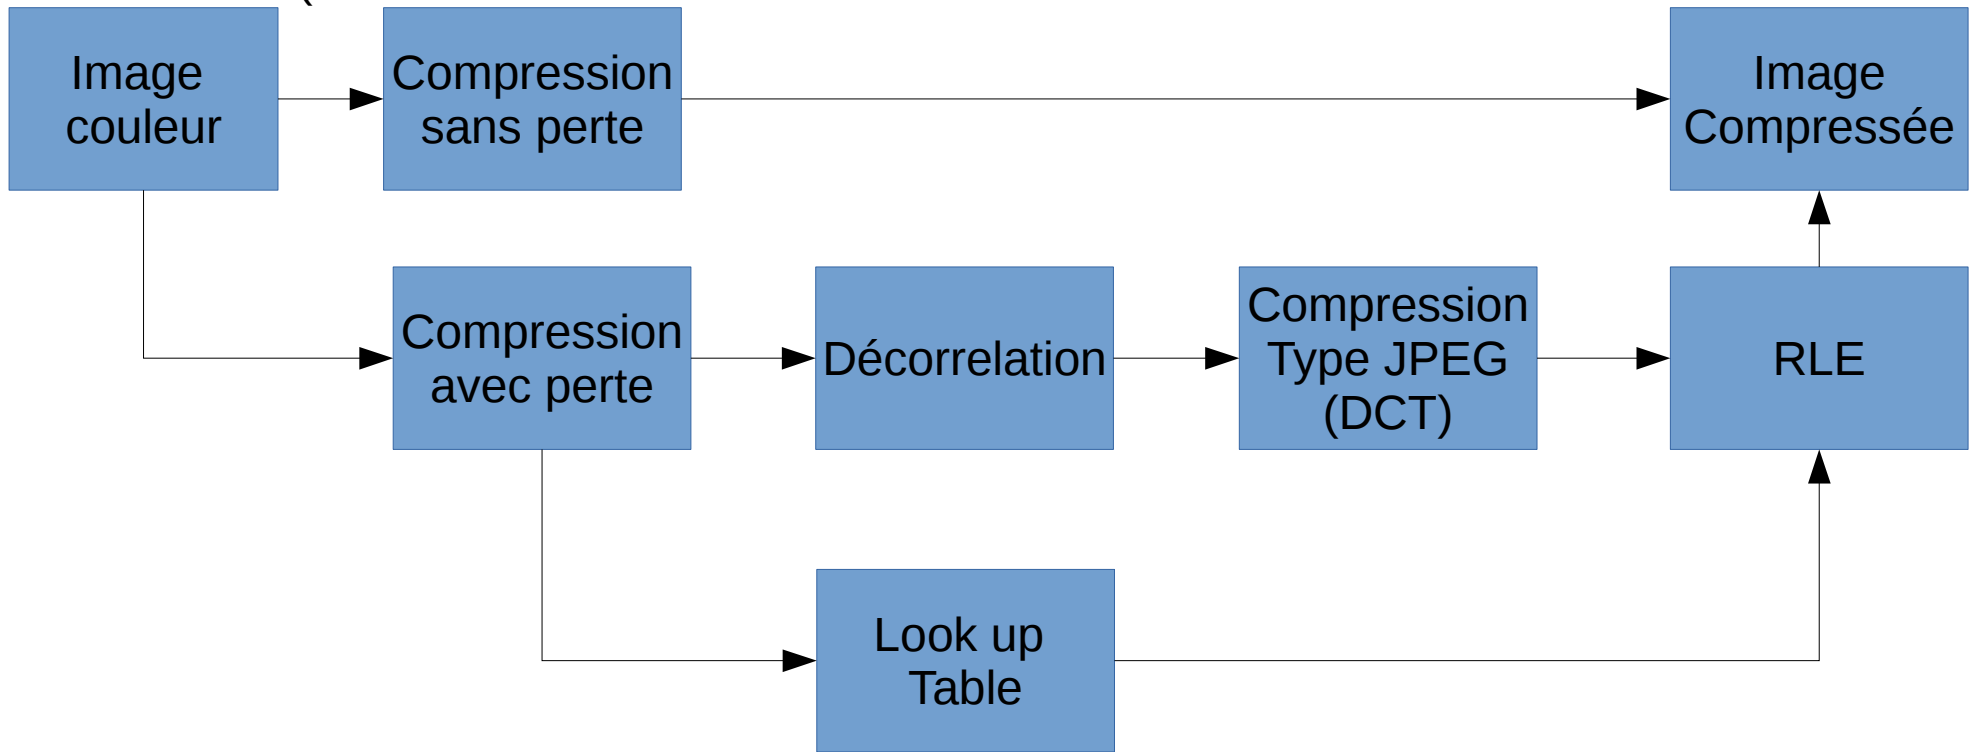 (
Image
couleur
Compression
sans perte
Image
Compressée
Compression
avec perte
Décorrelation
Compression
Type JPEG
(DCT)
RLE
Look up
Table